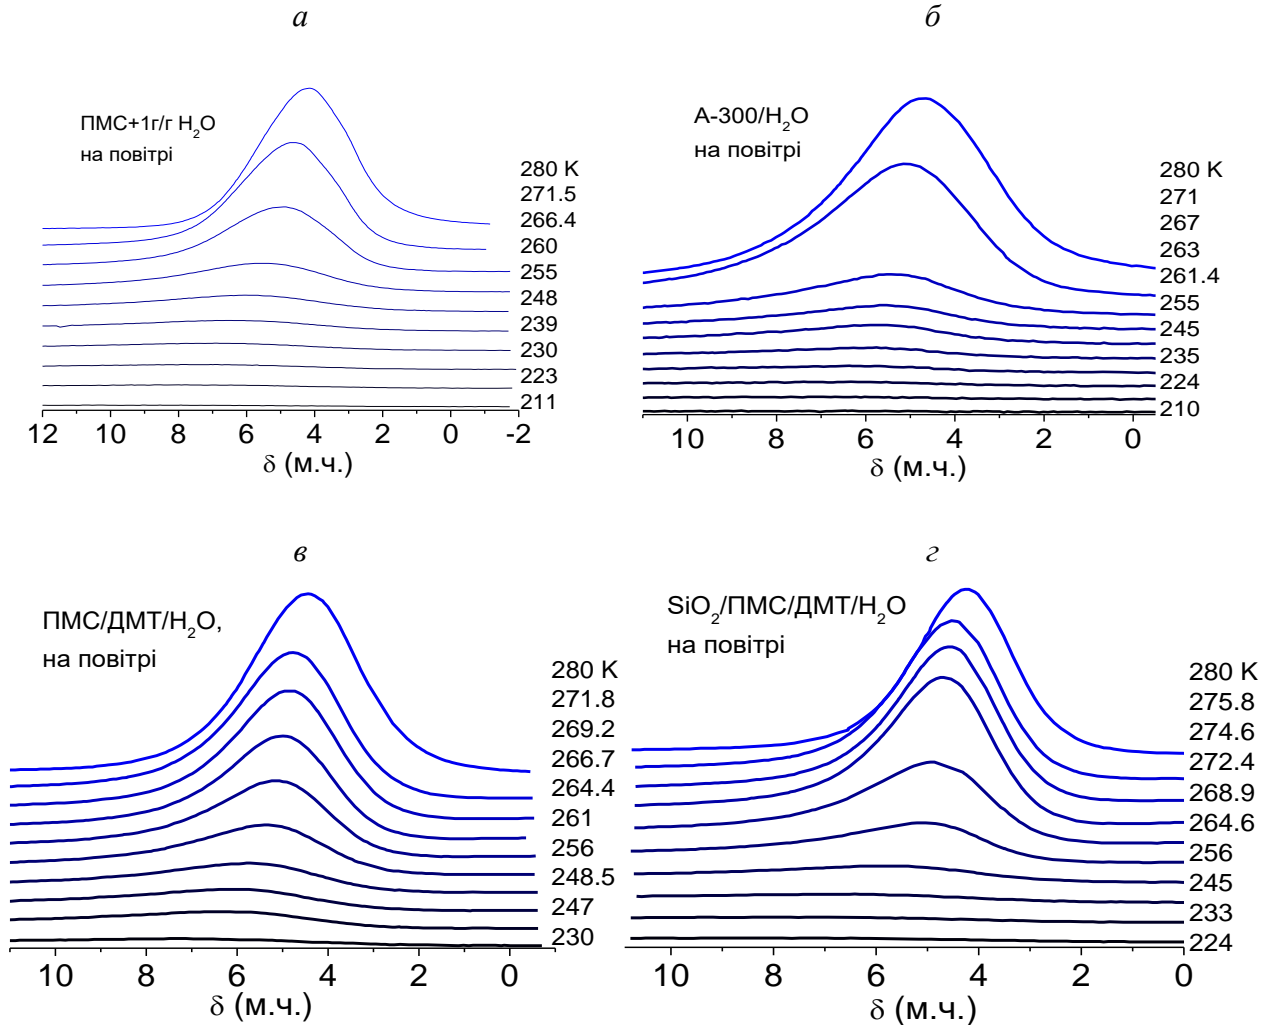 а
ПМС+1г/г H2O
на повітрі
280 K
271.5
266.4
260
255
248
239
230
223
211
12 10 8 6 4 2 0 -2
δ (м.ч.)
б
А-300/H2O
на повітрі
280 K
271
267
263
261.4
255
245
235
224
210
10 8 6 4 2 0
δ (м.ч.)
в
ПМС/ДМТ/H2O,
на повітрі
280 K
271.8
269.2
266.7
264.4
261
256
248.5
247
230
10 8 6 4 2 0
δ (м.ч.)
г
SiO2/ПМС/ДМТ/H2O
на повітрі
280 K
275.8
274.6
272.4
268.9
264.6
256
245
233
224
10 8 6 4 2 0
δ (м.ч.)